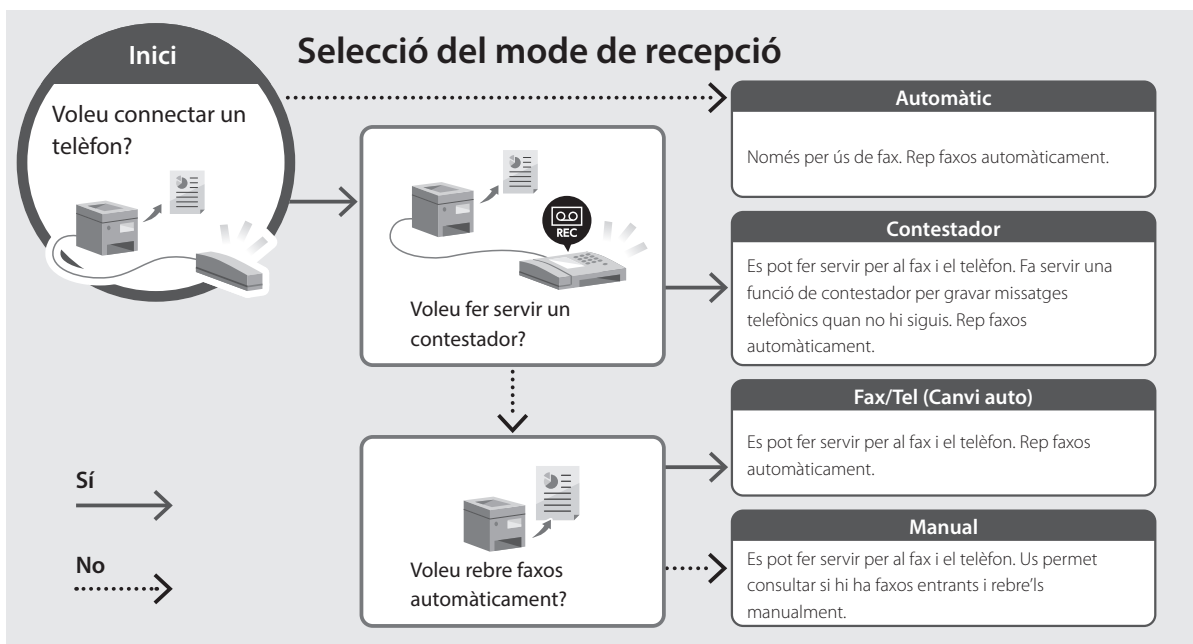 Inici
Selecció del mode de recepció
Voleu connectar un
telèfon?
Automàtic
Només per ús de fax. Rep faxos automàticament.
REC
Voleu fer servir un
contestador?
Contestador
Es pot fer servir per al fax i el telèfon. Fa servir una
funció de contestador per gravar missatges
telefònics quan no hi siguis. Rep faxos
automàticament.
Fax/Tel (Canvi auto)
Es pot fer servir per al fax i el telèfon. Rep faxos
automàticament.
Voleu rebre faxos
automàticament?
Manual
Es pot fer servir per al fax i el telèfon. Us permet
consultar si hi ha faxos entrants i rebre’ls
manualment.
Sí
No